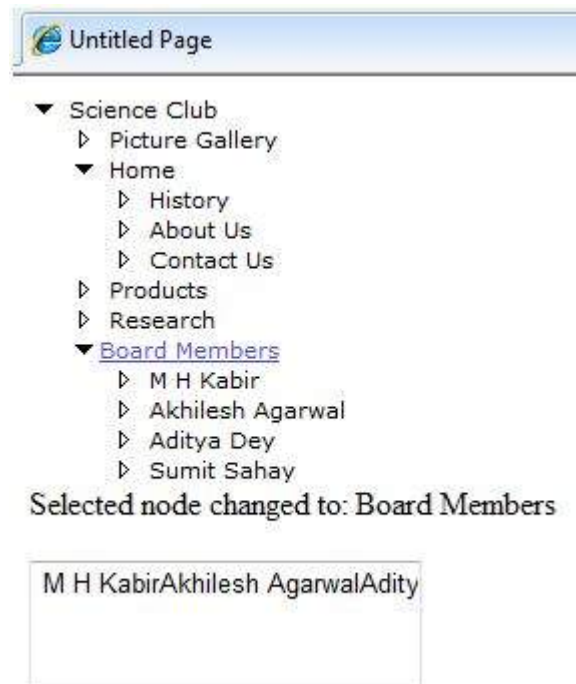 Untitled Page
Science Club
Picture Gallery
Home
History
About Us
Contact Us
Products
Research
Board Members
M H Kabir
Akhilesh Agarwal
Aditya Dey
Sumit Sahay
Selected node changed to: Board Members
M H KabirAkhilesh AgarwalAdity